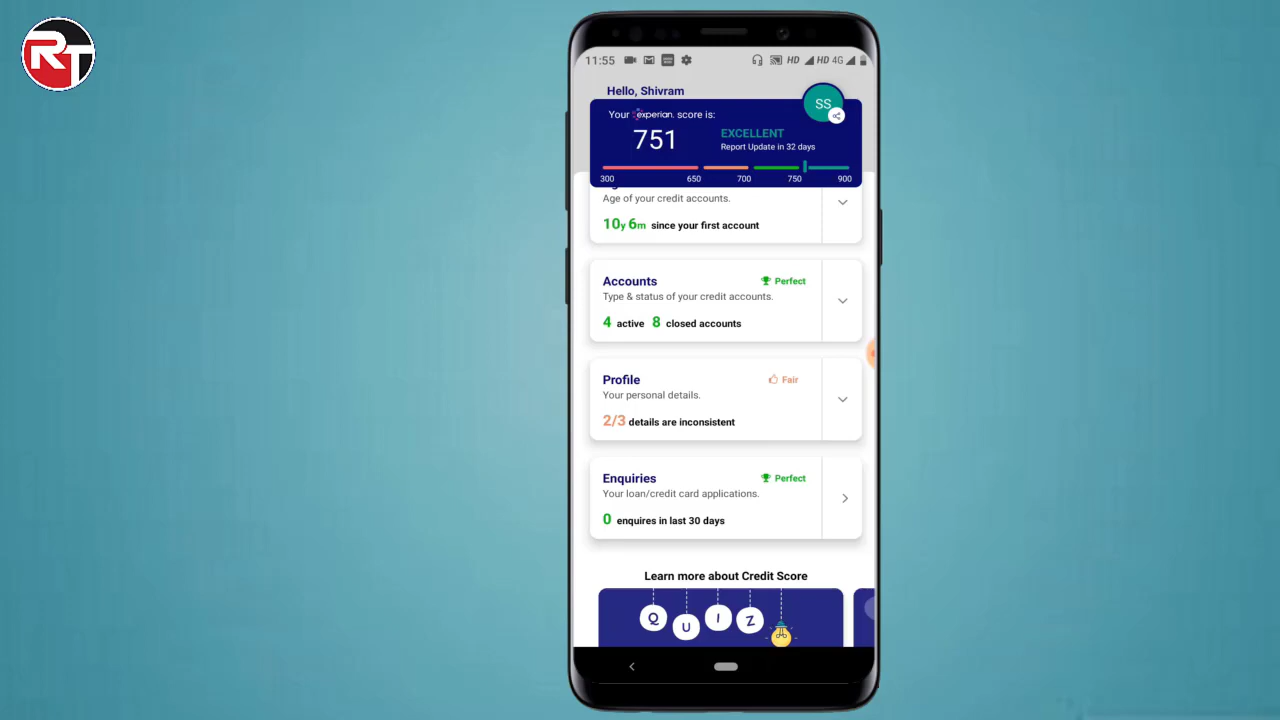 RT
11:55 HD HD 4G
Hello, Shivram
SS
Your experian. score is:
751
EXCELLENT
Report Update in 32 days
300 650 700 750 900
Age of your credit accounts.
10y 6m since your first account
Accounts
Perfect
Type & status of your credit accounts.
4 active 8 closed accounts
Profile
Fair
Your personal details.
2/3 details are inconsistent
Enquiries
Perfect
Your loan/credit card applications.
0 enquires in last 30 days
Learn more about Credit Score
QUIZ